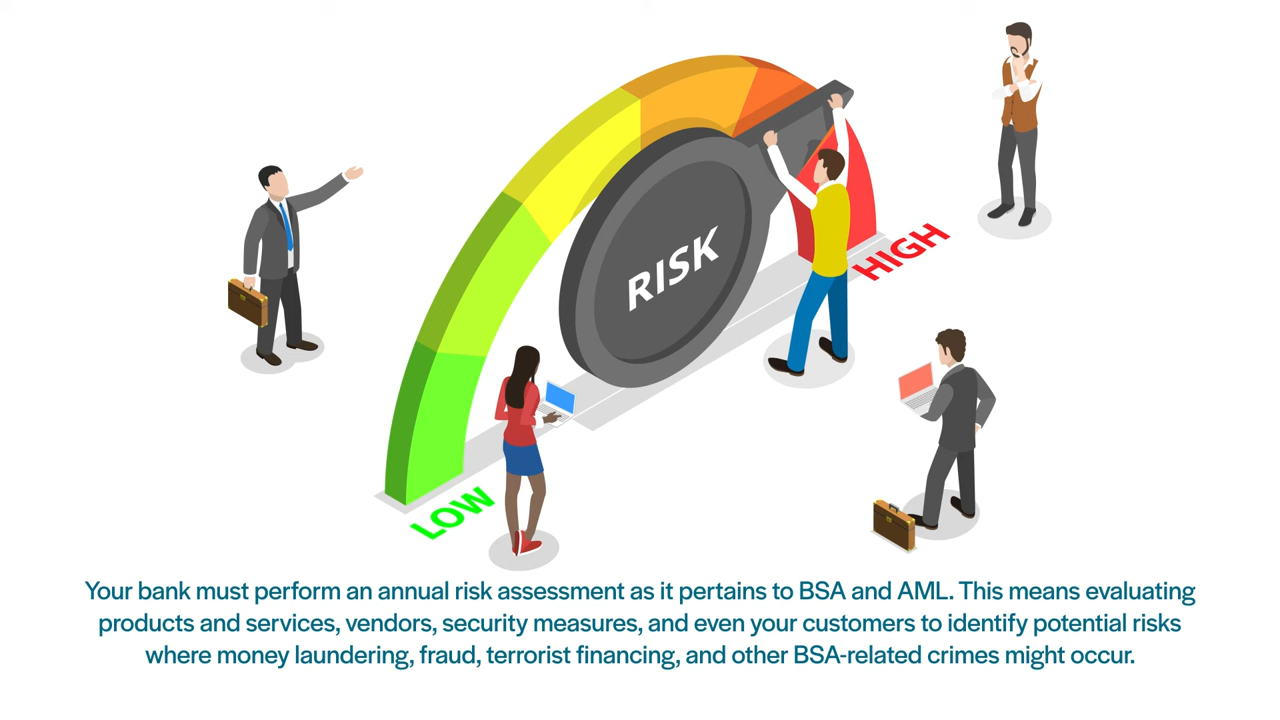 RISK
HIGH
LOW
Your bank must perform an annual risk assessment as it pertains to BSA and AML. This means evaluating
products and services, vendors, security measures, and even your customers to identify potential risks
where money laundering, fraud, terrorist financing, and other BSA-related crimes might occur.